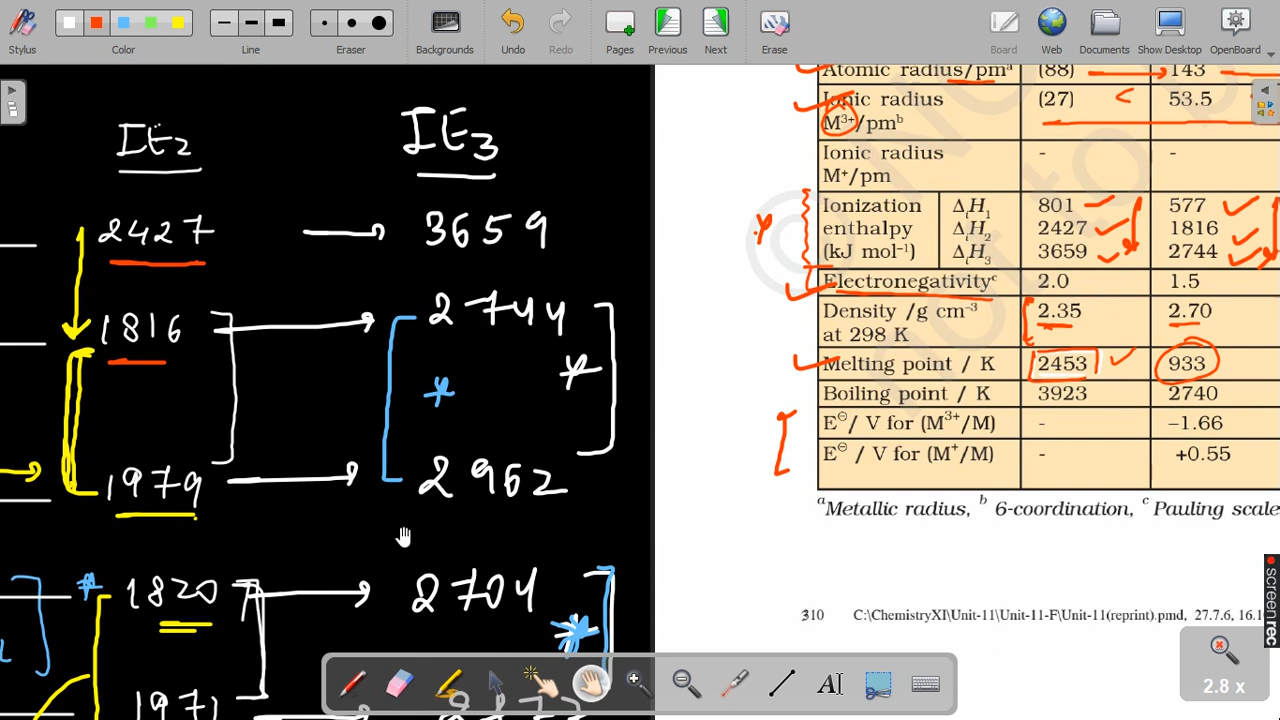 Stylus Color Line Eraser Backgrounds Undo Redo Pages Previous Next Erase Board Web Documents Show Desktop OpenBoard
IE2 IE3
2427 3659
1816 2744
1979 2962
1820 2704
1971
Atomic radius/pmᵃ (88) 143
Ionic radius (27) < 53.5
M³⁺/pmᵇ
Ionic radius - -
M⁺/pm
Ionization ΔᵢH₁ 801 577
enthalpy ΔᵢH₂ 2427 1816
(kJ mol⁻¹) ΔᵢH₃ 3659 2744
Electronegativityᶜ 2.0 1.5
Density /g cm⁻³ 2.35 2.70
at 298 K
Melting point / K 2453 933
Boiling point / K 3923 2740
E⊖/ V for (M³⁺/M) - –1.66
E⊖ / V for (M⁺/M) - +0.55
ᵃMetallic radius, ᵇ 6-coordination, ᶜ Pauling scale
310 C:\ChemistryXI\Unit-11\Unit-11-F\Unit-11(reprint).pmd, 27.7.6, 16.1
screenrec
2.8 x